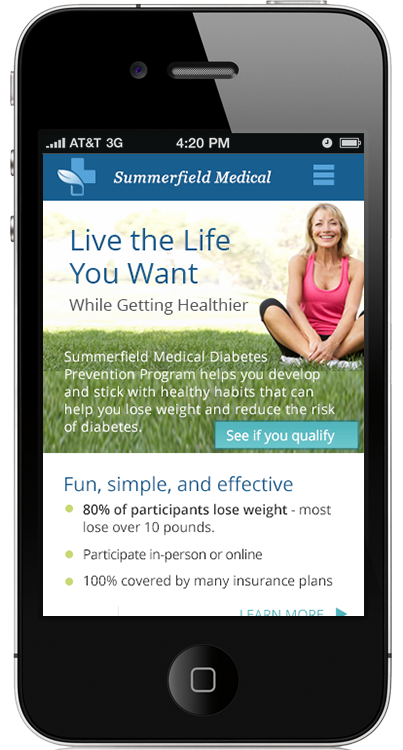 AT&T 3G 4:20 PM
Summerfield Medical
Live the Life
You Want
While Getting Healthier
Summerfield Medical Diabetes
Prevention Program helps you develop
and stick with healthy habits that can
help you lose weight and reduce the risk
of diabetes.
See if you qualify
Fun, simple, and effective
80% of participants lose weight - most
lose over 10 pounds.
Participate in-person or online
100% covered by many insurance plans
LEARN MORE